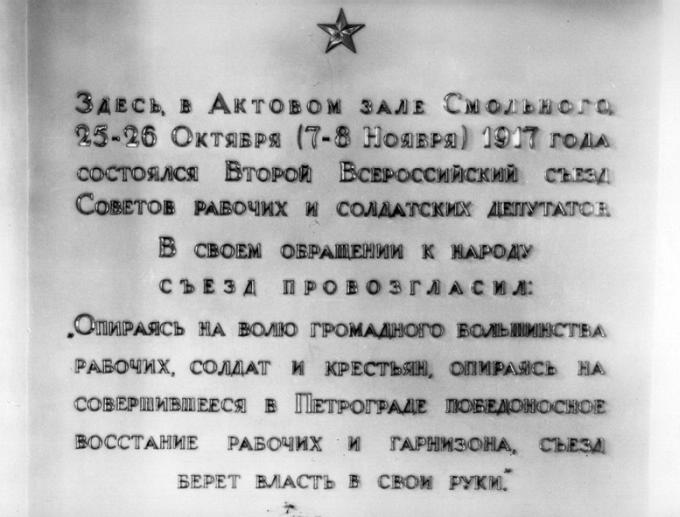 Здесь, в Актовом зале Смольного,
25-26 Октября (7-8 Ноября) 1917 года
состоялся Второй Всероссийский съезд
Советов рабочих и солдатских депутатов.
В своем обращении к народу
съезд провозгласил:
„Опираясь на волю громадного большинства
рабочих, солдат и крестьян, опираясь на
совершившееся в Петрограде победоносное
восстание рабочих и гарнизона, съезд
берет власть в свои руки."